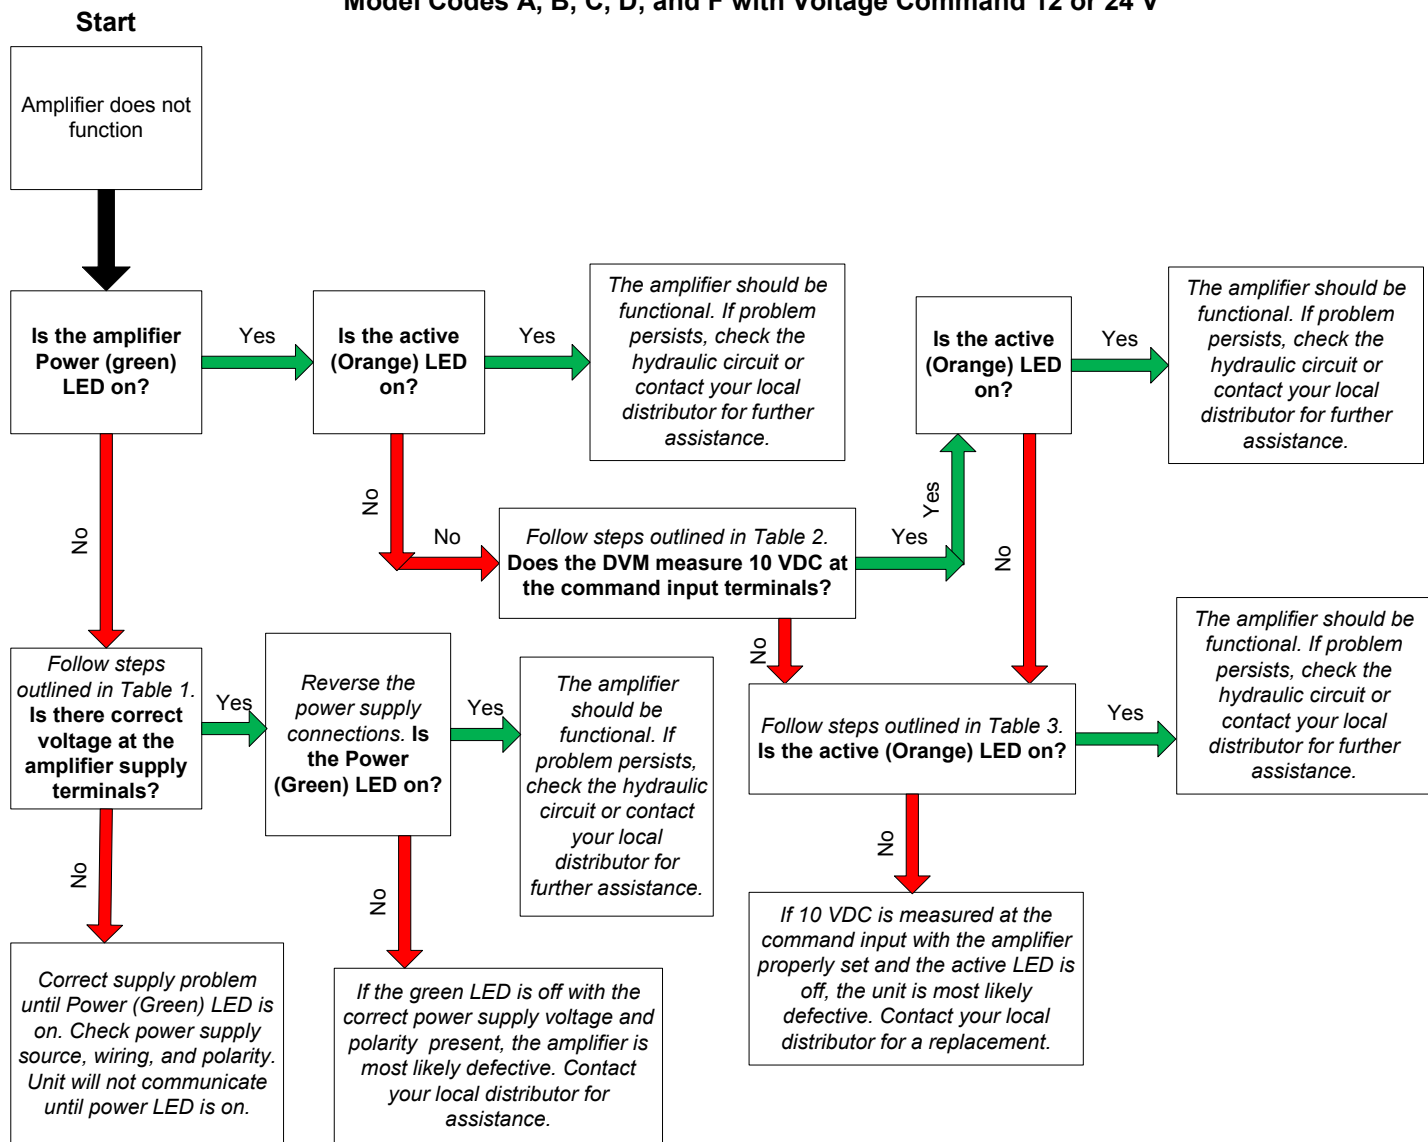 Model Codes A, B, C, D, and F with Voltage Command 12 or 24 V
Start
Amplifier does not
function
Is the amplifier
Power (green)
LED on?
Yes
Is the active
(Orange) LED
on?
Yes
The amplifier should be
functional. If problem
persists, check the
hydraulic circuit or
contact your local
distributor for further
assistance.
Is the active
(Orange) LED
on?
Yes
The amplifier should be
functional. If problem
persists, check the
hydraulic circuit or
contact your local
distributor for further
assistance.
No
No
No
Follow steps outlined in Table 2.
Does the DVM measure 10 VDC at
the command input terminals?
Yes
Yes
No
No
Follow steps
outlined in Table 1.
Is there correct
voltage at the
amplifier supply
terminals?
Yes
Reverse the
power supply
connections. Is
the Power
(Green) LED on?
Yes
The amplifier
should be
functional. If
problem persists,
check the hydraulic
circuit or contact
your local
distributor for
further assistance.
Follow steps outlined in Table 3.
Is the active (Orange) LED on?
Yes
The amplifier should be
functional. If problem
persists, check the
hydraulic circuit or
contact your local
distributor for further
assistance.
No
No
No
Correct supply problem
until Power (Green) LED is
on. Check power supply
source, wiring, and polarity.
Unit will not communicate
until power LED is on.
If the green LED is off with the
correct power supply voltage and
polarity present, the amplifier is
most likely defective. Contact
your local distributor for
assistance.
If 10 VDC is measured at the
command input with the amplifier
properly set and the active LED is
off, the unit is most likely
defective. Contact your local
distributor for a replacement.